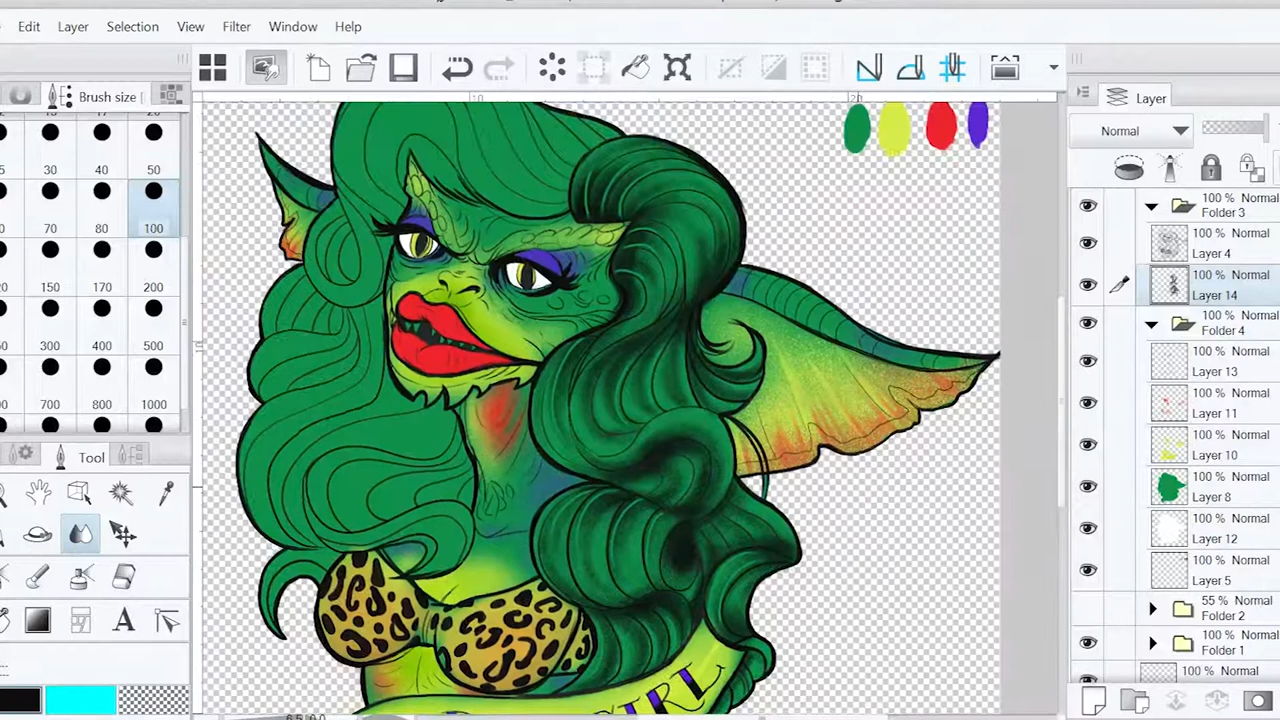 Edit Layer Selection View Filter Help
Brush size
30 40 50
70 80 100
150 170 200
300 400 500
700 800 1000
Tool
A
10 20
GIRL
Layer
Normal
100 % Normal
Folder 3
100 % Normal
Layer 4
100 % Normal
Layer 14
100 % Normal
Folder 4
100 % Normal
Layer 13
100 % Normal
Layer 11
100 % Normal
Layer 10
100 % Normal
Layer 8
100 % Normal
Layer 12
100 % Normal
Layer 5
55 % Normal
Folder 2
100 % Normal
Folder 1
100 % Normal